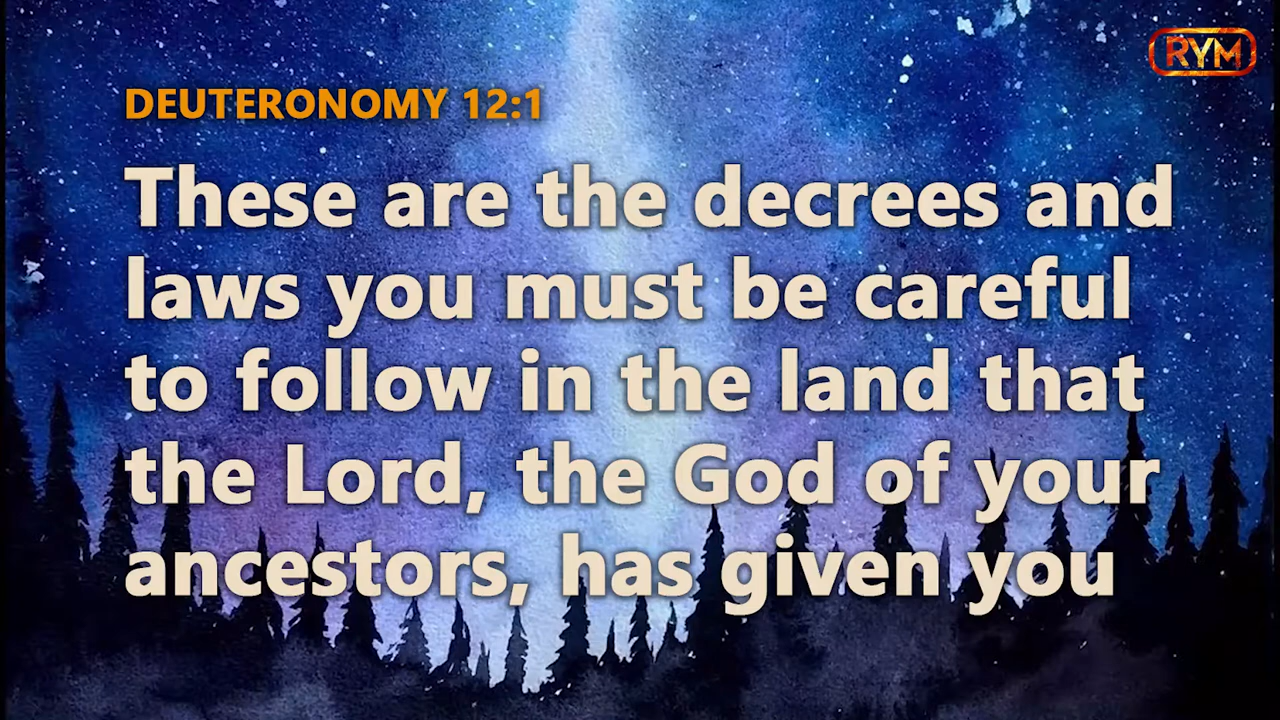 RYM
DEUTERONOMY 12:1
These are the decrees and
laws you must be careful
to follow in the land that
the Lord, the God of your
ancestors, has given you